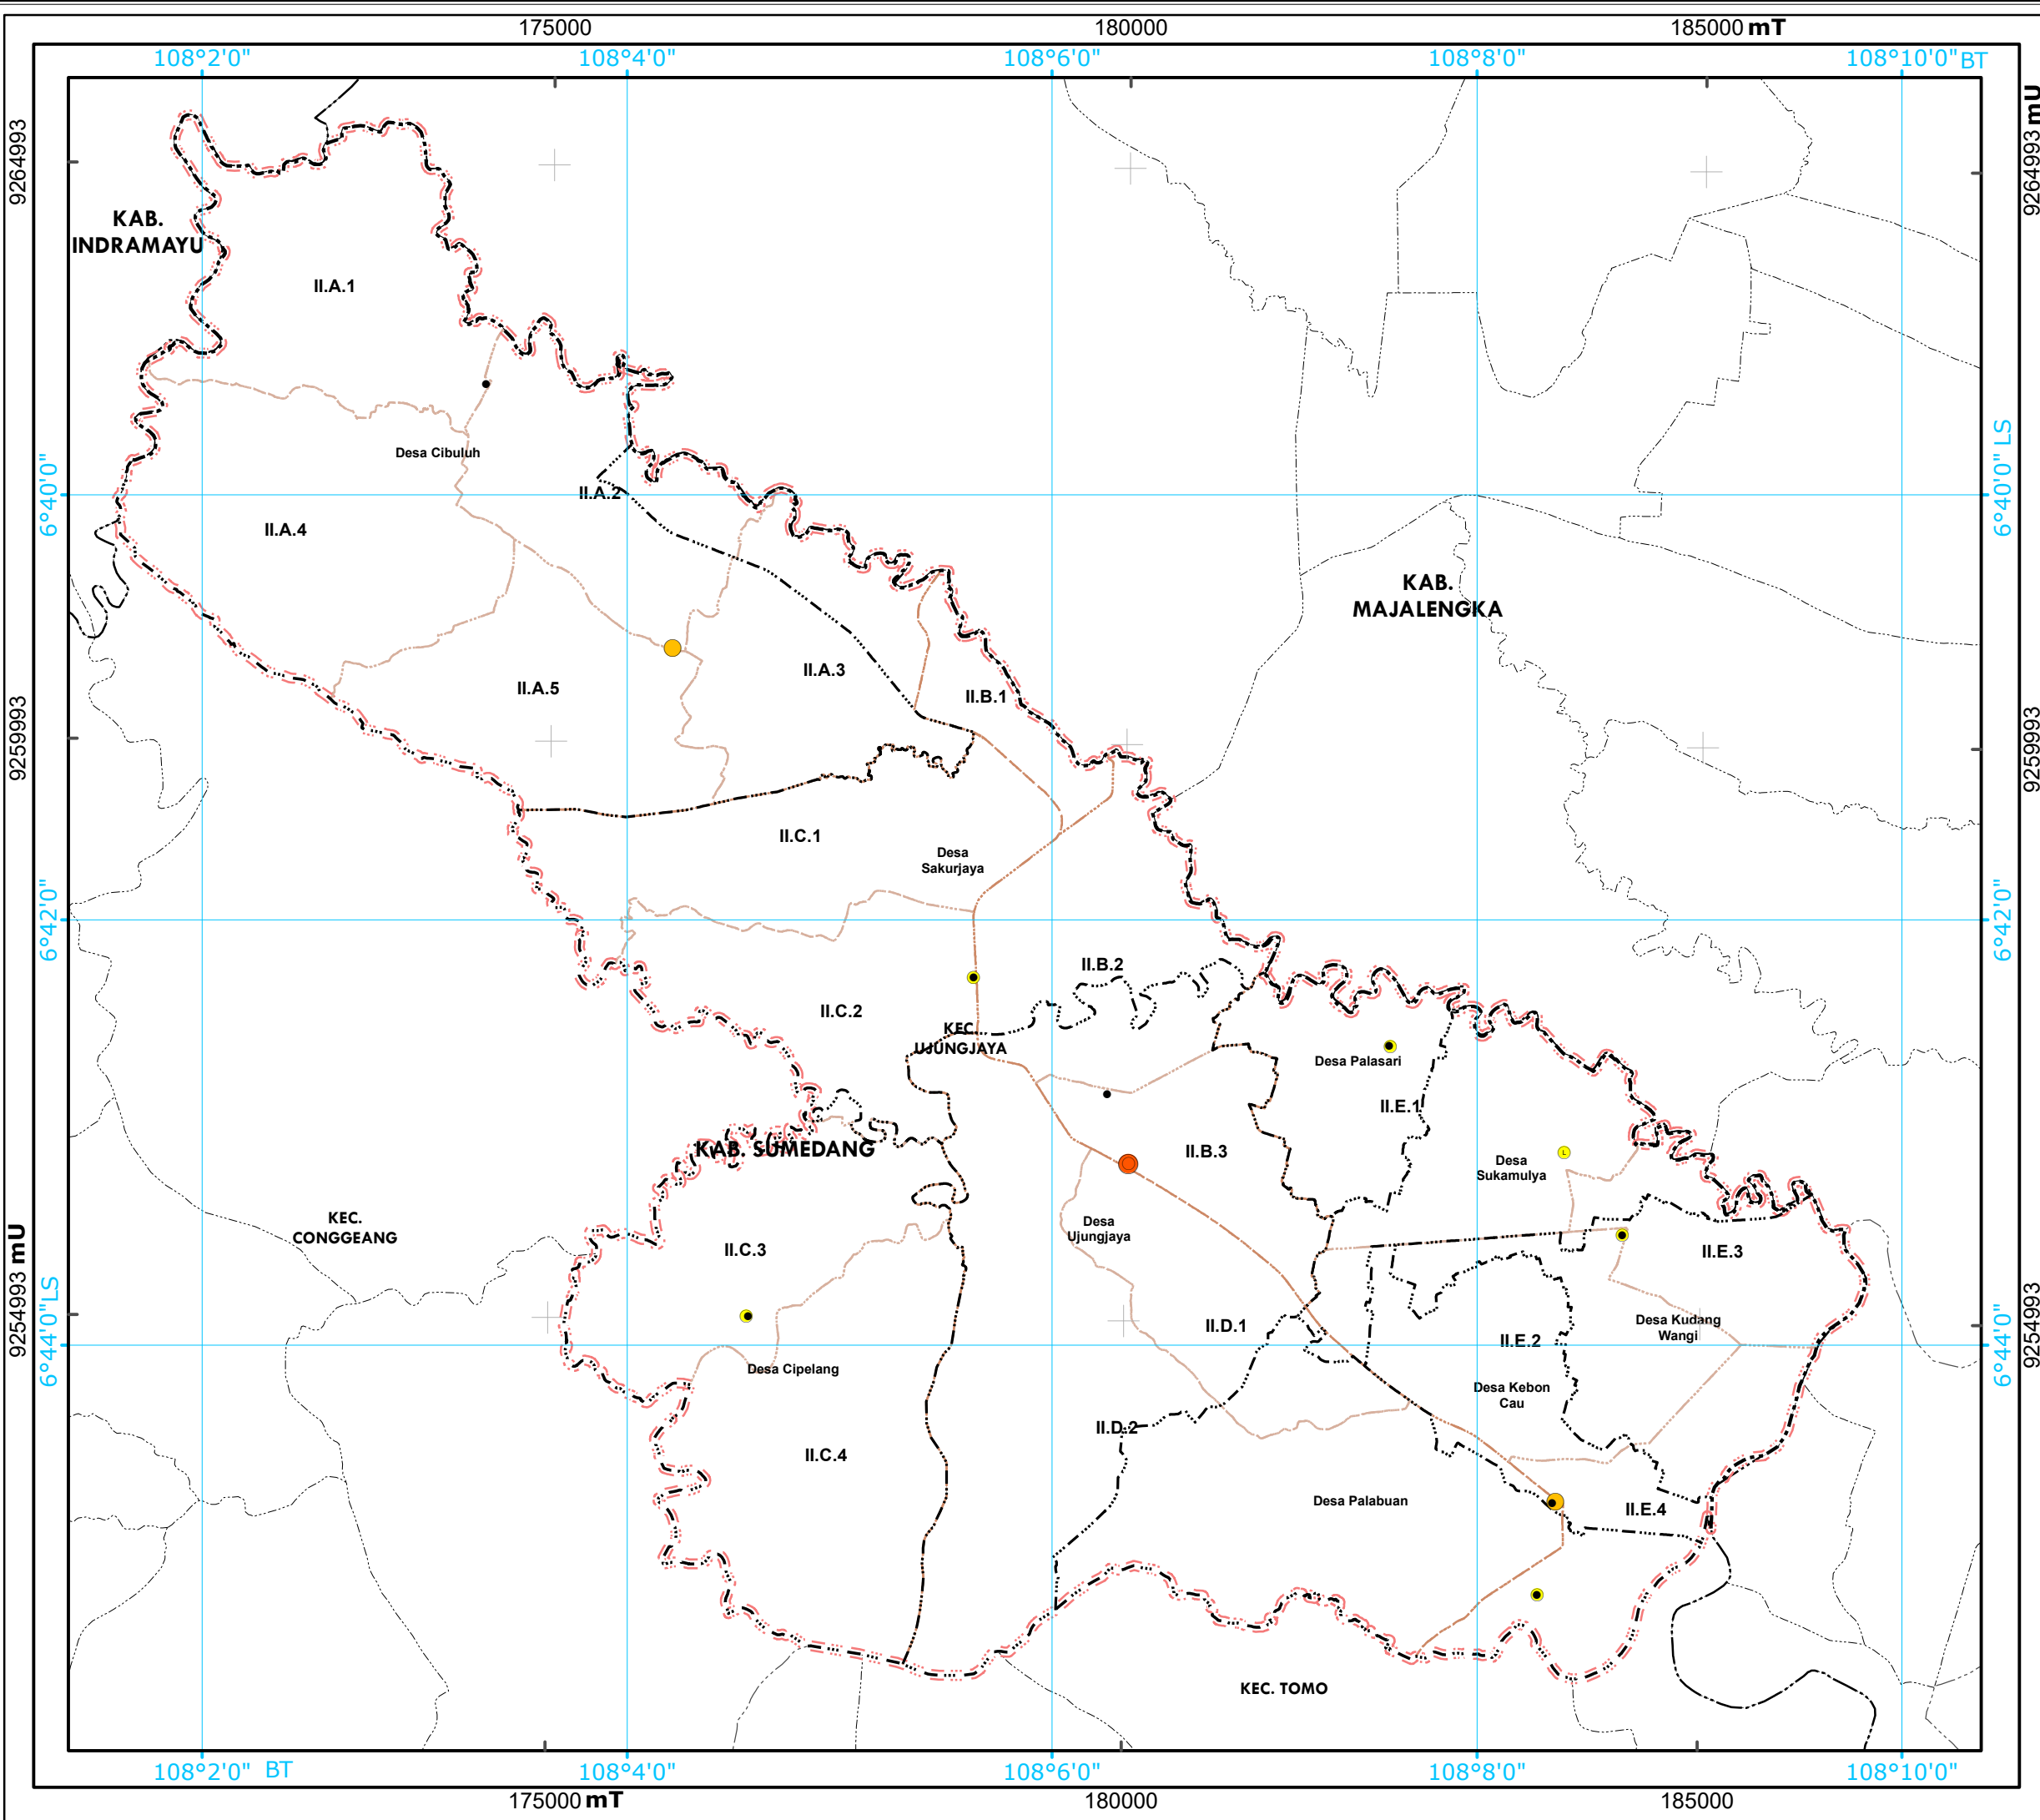 175000
180000
185000 mT
108°2'0"
108°4'0"
108°6'0"
108°8'0"
108°10'0" BT
9264993
9264993 mU
KAB.
INDRAMAYU
II.A.1
Desa Cibuluh
6°40'0"
6°40'0" LS
II.A.2
II.A.4
KAB.
MAJALENGKA
II.A.3
II.A.5
II.B.1
9259993
9259993
II.C.1
Desa
Sakurjaya
6°42'0"
6°42'0"
II.B.2
II.C.2
KEC.
UJUNGJAYA
Desa Palasari
II.E.1
KAB. SUMEDANG
II.B.3
Desa
Sukamulya
L
KEC.
CONGGEANG
Desa
Ujungjaya
II.C.3
II.E.3
9254993 mU
9254993
6°44'0" LS
6°44'0"
II.D.1
Desa Kudang
Wangi
II.E.2
Desa Cipelang
Desa Kebon
Cau
II.D.2
II.C.4
Desa Palabuan
II.E.4
KEC. TOMO
108°2'0" BT
108°4'0"
108°6'0"
108°8'0"
108°10'0"
175000 mT
180000
185000